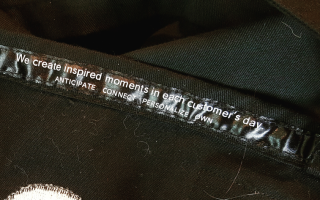 We create inspired moments in each customer's day.
ANTICIPATE CONNECT PERSONALIZE OWN